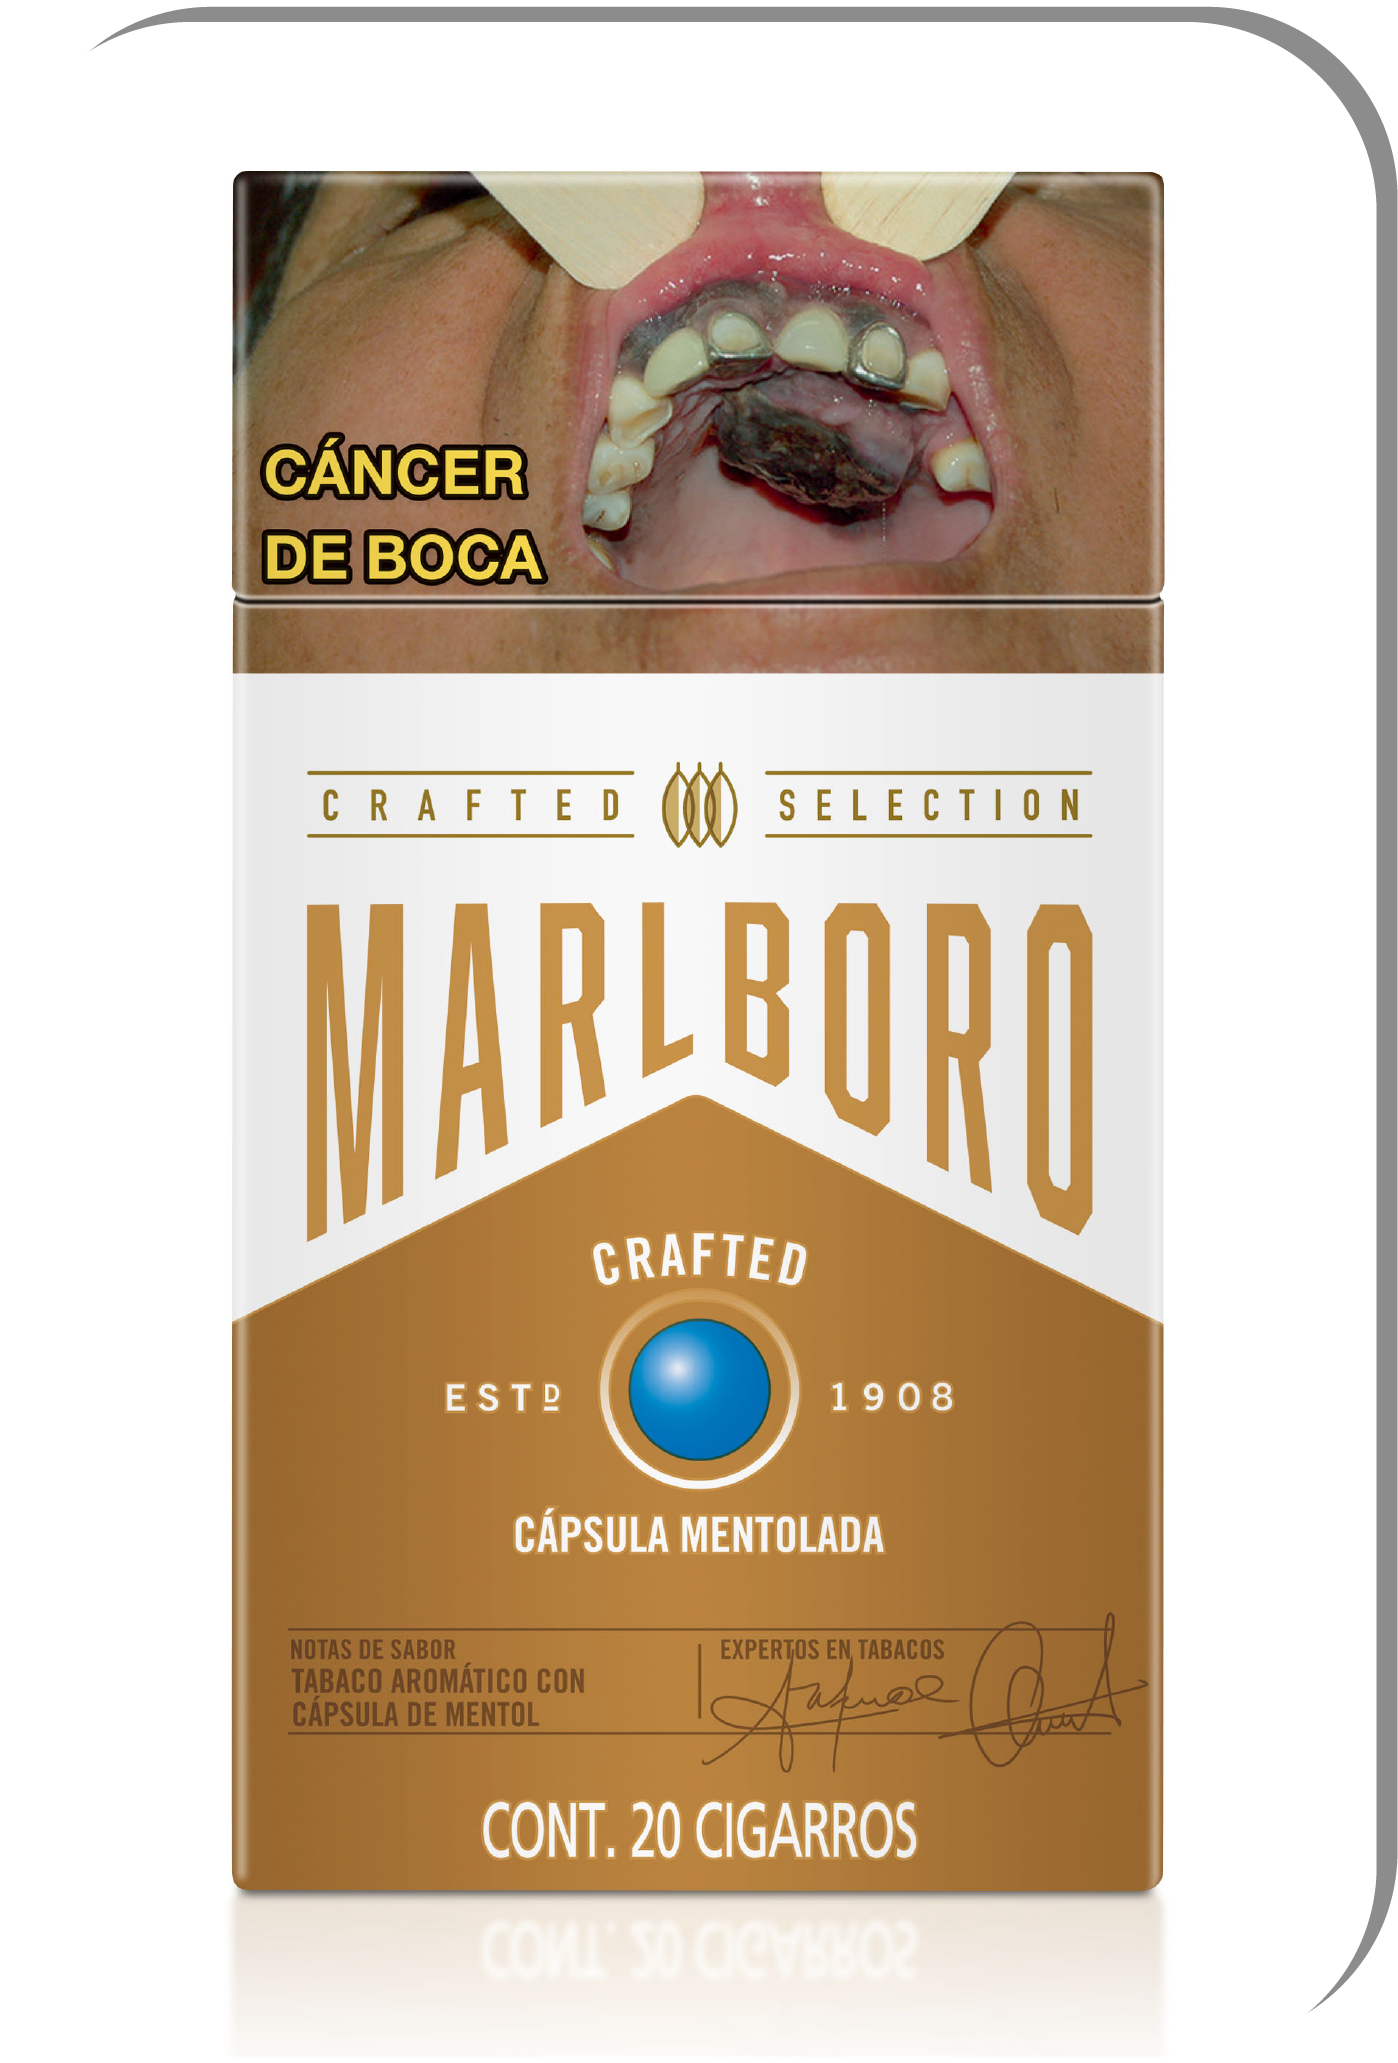 CÁNCER
DE BOCA
CRAFTED SELECTION
MARLBORO
CRAFTED
ESTD 1908
CÁPSULA MENTOLADA
NOTAS DE SABOR
TABACO AROMÁTICO CON
CÁPSULA DE MENTOL
EXPERTOS EN TABACOS
CONT. 20 CIGARROS